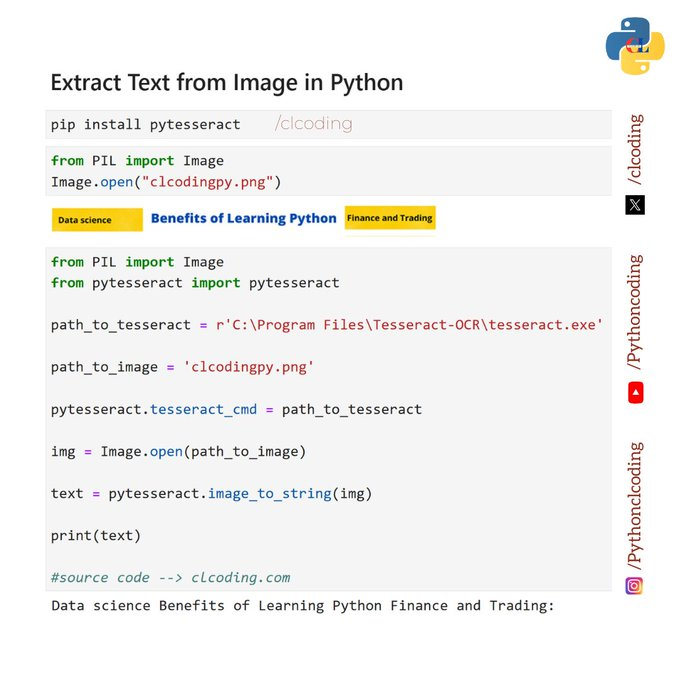 Extract Text from Image in Python
pip install pytesseract /clcoding
from PIL import Image
Image.open("clcodingpy.png")
Data science Benefits of Learning Python Finance and Trading
from PIL import Image
from pytesseract import pytesseract
path_to_tesseract = r'C:\Program Files\Tesseract-OCR\tesseract.exe'
path_to_image = 'clcodingpy.png'
pytesseract.tesseract_cmd = path_to_tesseract
img = Image.open(path_to_image)
text = pytesseract.image_to_string(img)
print(text)
#source code --> clcoding.com
Data science Benefits of Learning Python Finance and Trading:
/clcoding
/Pythoncoding
/Pythonclcoding